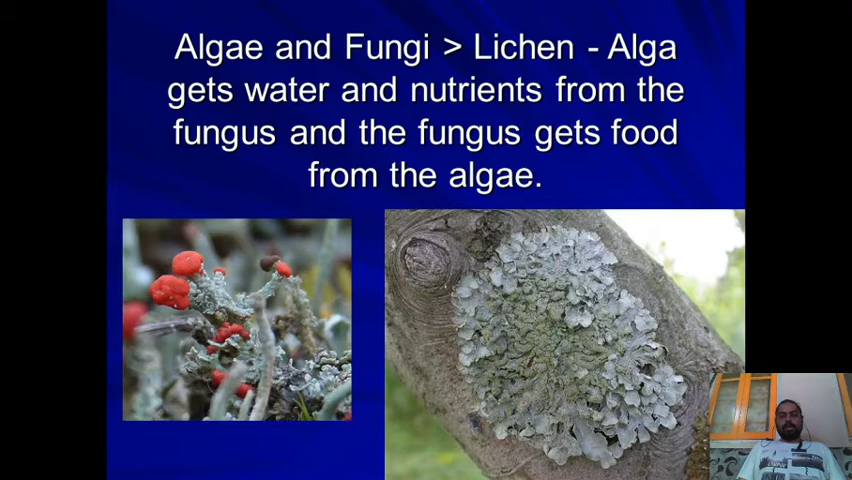 Algae and Fungi > Lichen - Alga
gets water and nutrients from the
fungus and the fungus gets food
from the algae.